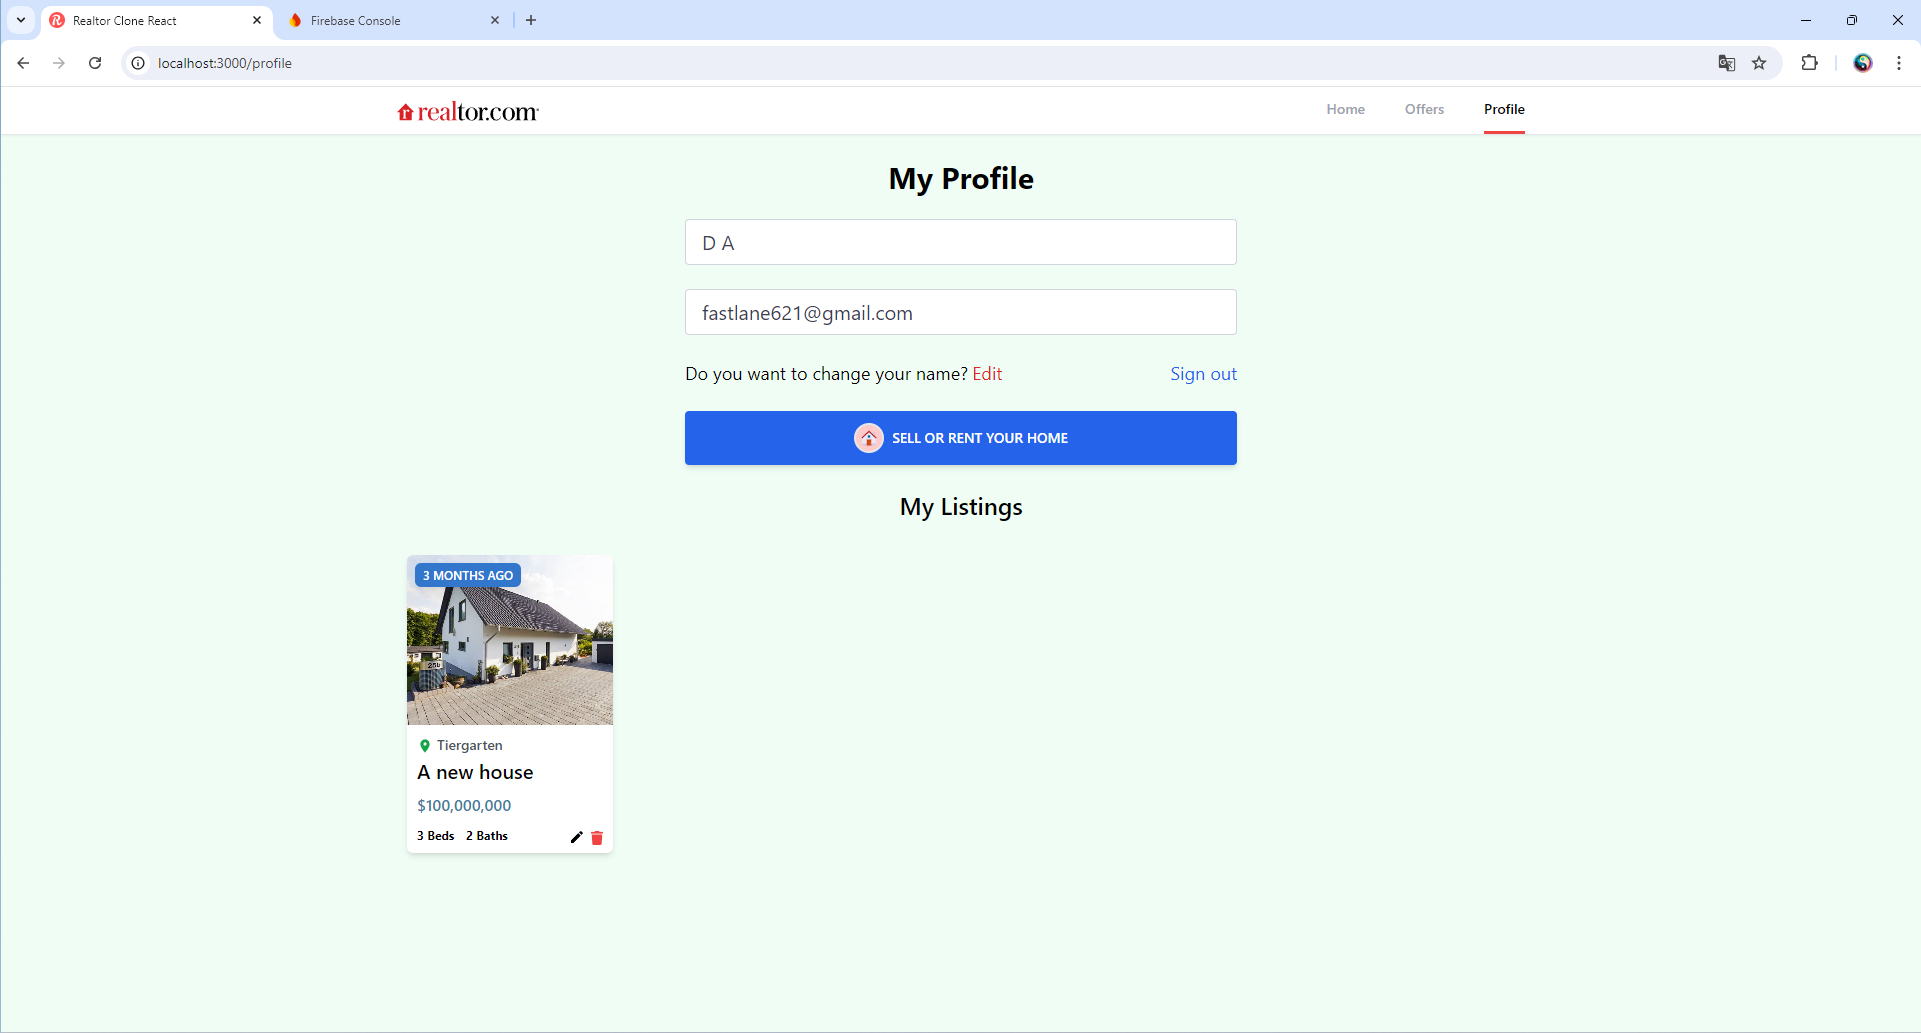 Realtor Clone React
Firebase Console
localhost:3000/profile
realtor.com
Home
Offers
Profile
My Profile
D A
fastlane621@gmail.com
Do you want to change your name? Edit
Sign out
SELL OR RENT YOUR HOME
My Listings
3 MONTHS AGO
25b
Tiergarten
A new house
$100,000,000
3 Beds 2 Baths